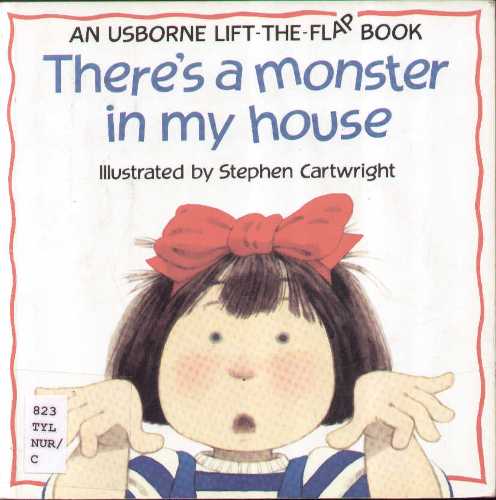 AN USBORNE LIFT-THE-FLAP BOOK
There's a monster
in my house
Illustrated by Stephen Cartwright
823
TYL
NUR/
C